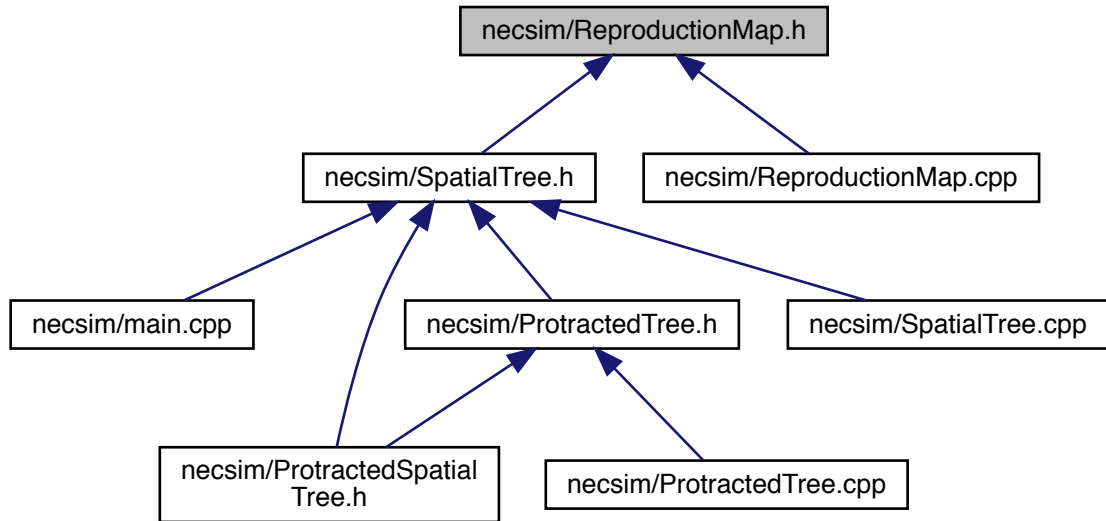 necsim/ReproductionMap.h
necsim/SpatialTree.h
necsim/ReproductionMap.cpp
necsim/main.cpp
necsim/ProtractedTree.h
necsim/SpatialTree.cpp
necsim/ProtractedSpatial
Tree.h
necsim/ProtractedTree.cpp